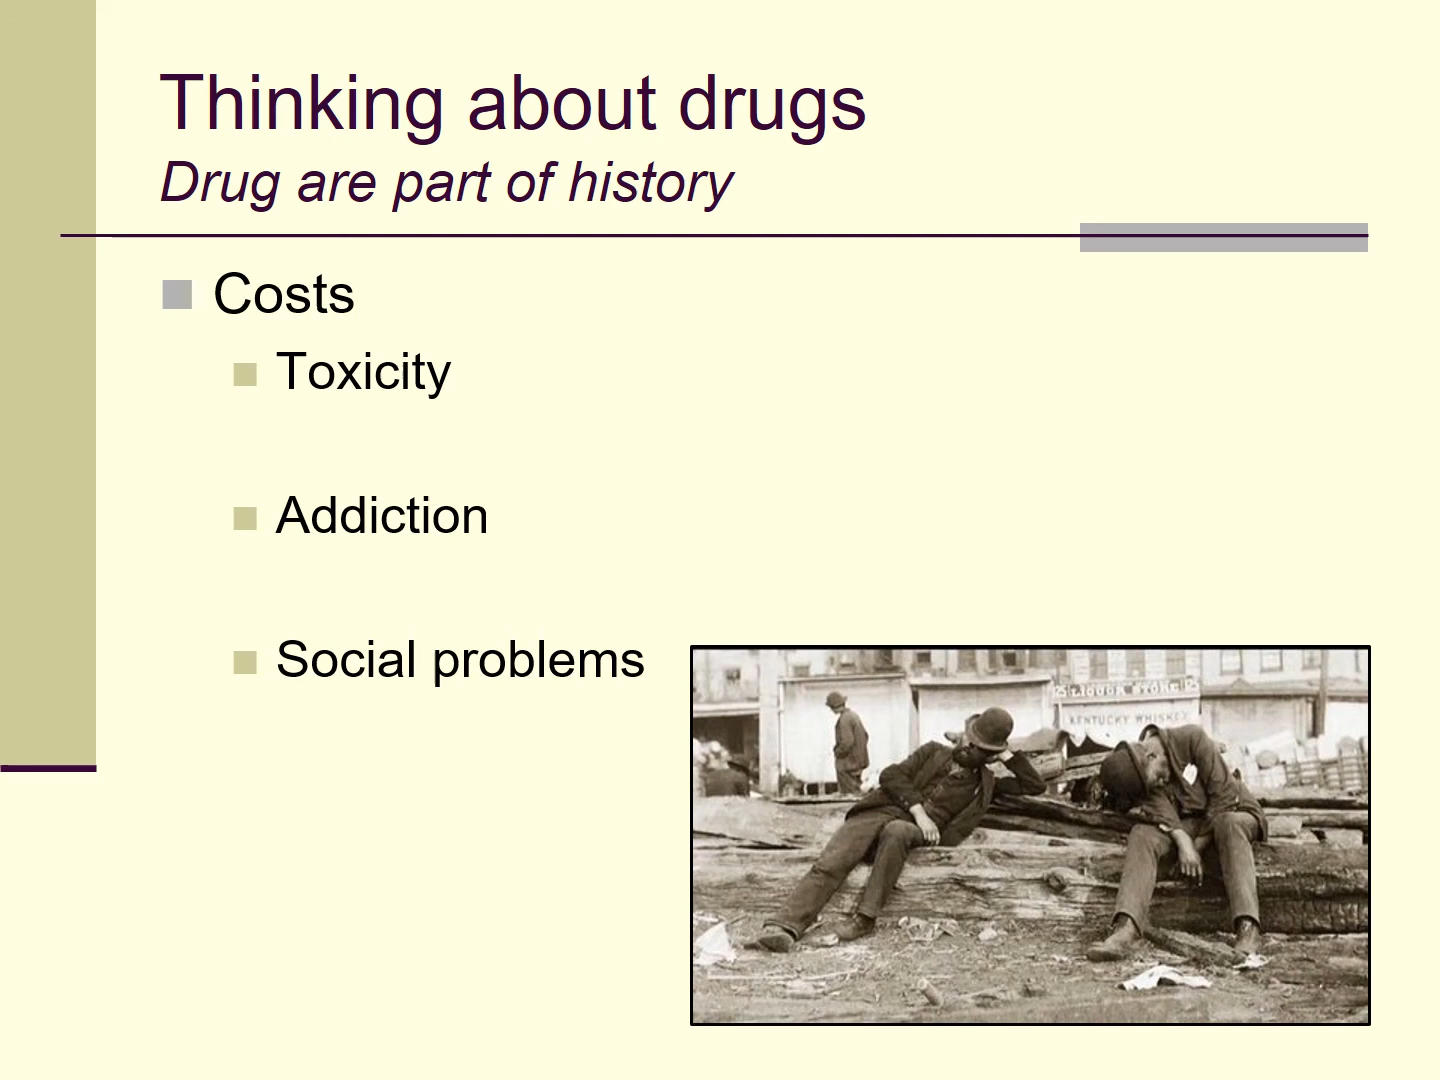 Thinking about drugs
Drug are part of history
Costs
Toxicity
Addiction
Social problems
LIQUOR STORE
KENTUCKY WHISKEY